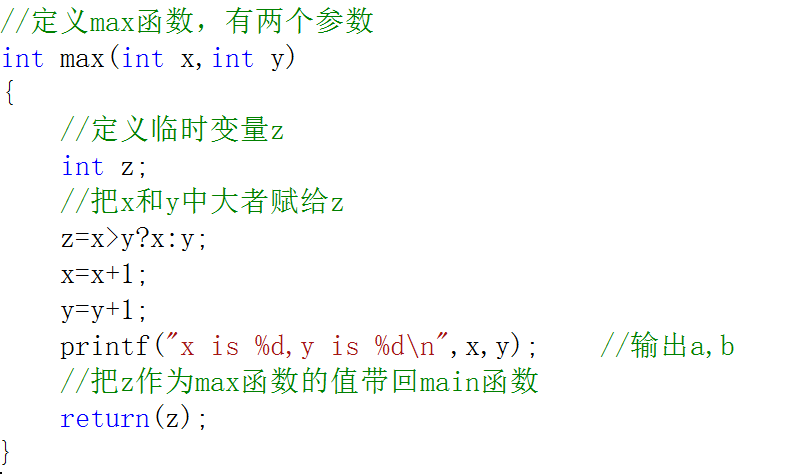 //定义max函数，有两个参数
int max(int x,int y)
{
    //定义临时变量z
    int z;
    //把x和y中大者赋给z
    z=x>y?x:y;
    x=x+1;
    y=y+1;
    printf("x is %d,y is %d\n",x,y);    //输出a,b
    //把z作为max函数的值带回main函数
    return(z);
}